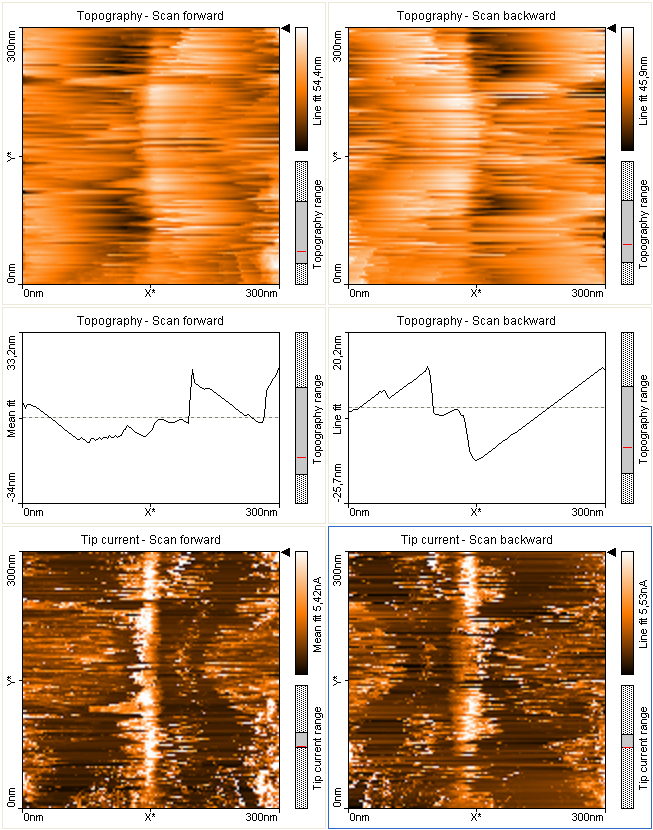 Topography - Scan forward
300nm
Y*
0nm
0nm
X*
300nm
Line fit 54,4nm
Topography range
Topography - Scan backward
300nm
Y*
0nm
0nm
X*
300nm
Line fit 45,9nm
Topography range
Topography - Scan forward
33,2nm
Mean fit
-34nm
0nm
X*
300nm
Topography range
Topography - Scan backward
20,2nm
Line fit
-25,7nm
0nm
X*
300nm
Topography range
Tip current - Scan forward
300nm
Y*
0nm
0nm
X*
300nm
Mean fit 5,42nA
Tip current range
Tip current - Scan backward
300nm
Y*
0nm
0nm
X*
300nm
Line fit 5,53nA
Tip current range